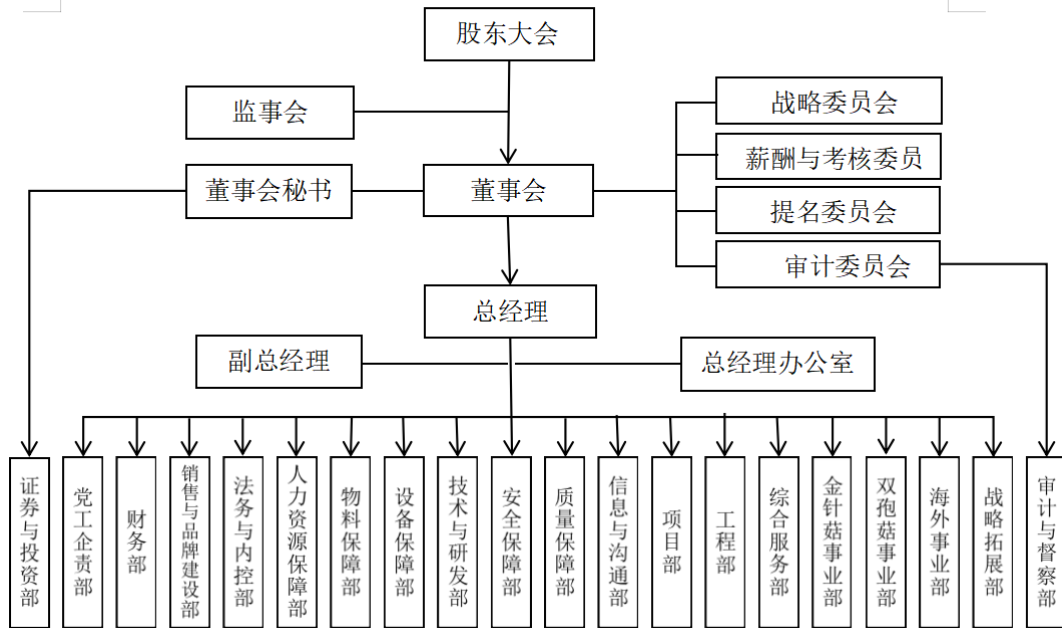 股东大会
监事会
战略委员会
薪酬与考核委员
董事会秘书
董事会
提名委员会
审计委员会
总经理
副总经理
总经理办公室
证券与投资部
党工企责部
财务部
销售与品牌建设部
法务与内控部
人力资源保障部
物料保障部
设备保障部
技术与研发部
安全保障部
质量保障部
信息与沟通部
项目部
工程部
综合服务部
金针菇事业部
双孢菇事业部
海外事业部
战略拓展部
审计与督察部